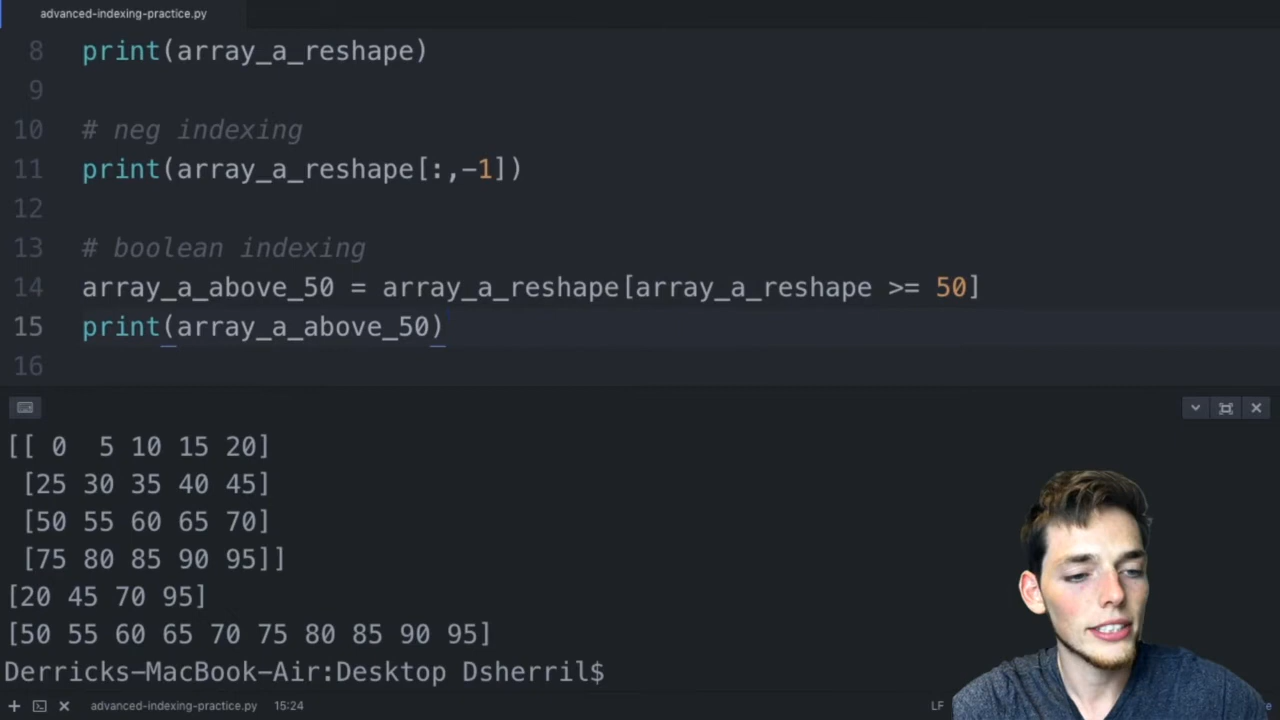 advanced-indexing-practice.py
8 print(array_a_reshape)
9
10 # neg indexing
11 print(array_a_reshape[:,-1])
12
13 # boolean indexing
14 array_a_above_50 = array_a_reshape[array_a_reshape >= 50]
15 print(array_a_above_50)
16
[[ 0  5 10 15 20]
 [25 30 35 40 45]
 [50 55 60 65 70]
 [75 80 85 90 95]]
[20 45 70 95]
[50 55 60 65 70 75 80 85 90 95]
Derricks-MacBook-Air:Desktop Dsherril$
advanced-indexing-practice.py 15:24 LF